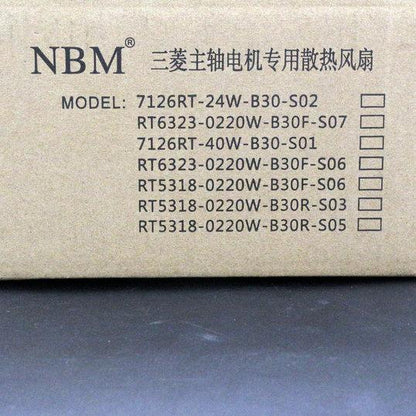 NBM® 三菱主轴电机专用散热风扇
MODEL: 7126RT-24W-B30-S02 □
RT6323-0220W-B30F-S07 □
7126RT-40W-B30-S01 □
RT6323-0220W-B30F-S06 □
RT5318-0220W-B30F-S06 □
RT5318-0220W-B30R-S03 □
RT5318-0220W-B30R-S05 □